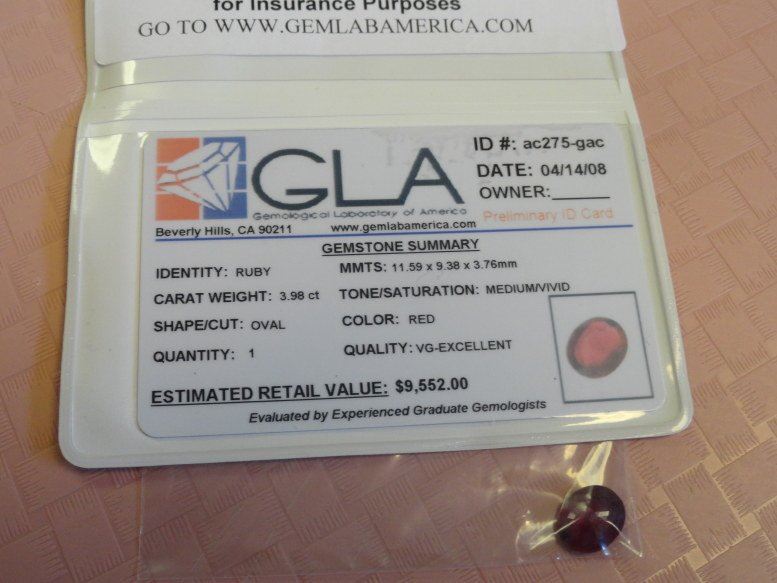 for Insurance Purposes
GO TO WWW.GEMLABAMERICA.COM
GLA
Gemological Laboratory of America
Beverly Hills, CA 90211 www.gemlabamerica.com
ID #: ac275-gac
DATE: 04/14/08
OWNER:______
Preliminary ID Card
GEMSTONE SUMMARY
IDENTITY: RUBY MMTS: 11.59 x 9.38 x 3.76mm
CARAT WEIGHT: 3.98 ct TONE/SATURATION: MEDIUM/VIVID
SHAPE/CUT: OVAL COLOR: RED
QUANTITY: 1 QUALITY: VG-EXCELLENT
ESTIMATED RETAIL VALUE: $9,552.00
Evaluated by Experienced Graduate Gemologists